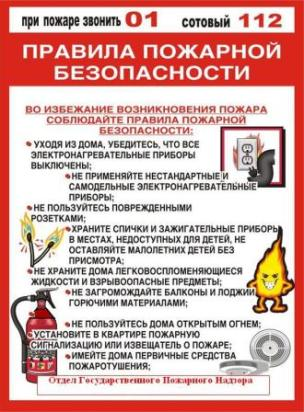 при пожаре звонить 01 сотовый 112
ПРАВИЛА ПОЖАРНОЙ
БЕЗОПАСНОСТИ
ВО ИЗБЕЖАНИЕ ВОЗНИКНОВЕНИЯ ПОЖАРА
СОБЛЮДАЙТЕ ПРАВИЛА ПОЖАРНОЙ
БЕЗОПАСНОСТИ:
•УХОДЯ ИЗ ДОМА, УБЕДИТЕСЬ, ЧТО ВСЕ
ЭЛЕКТРОНАГРЕВАТЕЛЬНЫЕ ПРИБОРЫ
ВЫКЛЮЧЕНЫ;
•НЕ ПРИМЕНЯЙТЕ НЕСТАНДАРТНЫЕ И
САМОДЕЛЬНЫЕ ЭЛЕКТРОНАГРЕВАТЕЛЬНЫЕ
ПРИБОРЫ;
•НЕ ПОЛЬЗУЙТЕСЬ ПОВРЕЖДЕННЫМИ
РОЗЕТКАМИ;
•ХРАНИТЕ СПИЧКИ И ЗАЖИГАТЕЛЬНЫЕ ПРИБОРЫ
В МЕСТАХ, НЕДОСТУПНЫХ ДЛЯ ДЕТЕЙ, НЕ
ОСТАВЛЯЙТЕ МАЛОЛЕТНИХ ДЕТЕЙ БЕЗ
ПРИСМОТРА;
•НЕ ХРАНИТЕ ДОМА ЛЕГКОВОСПЛОМЕНЯЮЩИЕСЯ
ЖИДКОСТИ И ВЗРЫВООПАСНЫЕ ПРЕДМЕТЫ;
•НЕ ЗАГРОМОЖДАЙТЕ БАЛКОНЫ И ЛОДЖИИ
ГОРЮЧИМИ МАТЕРИАЛАМИ;
•НЕ ПОЛЬЗУЙТЕСЬ ДОМА ОТКРЫТЫМ ОГНЕМ;
•УСТАНОВИТЕ В КВАРТИРЕ ПОЖАРНУЮ
СИГНАЛИЗАЦИЮ ИЛИ ИЗВЕЩАТЕЛЬ О ПОЖАРЕ;
•ИМЕЙТЕ ДОМА ПЕРВИЧНЫЕ СРЕДСТВА
ПОЖАРОТУШЕНИЯ;
Отдел Государственного Пожарного Надзора